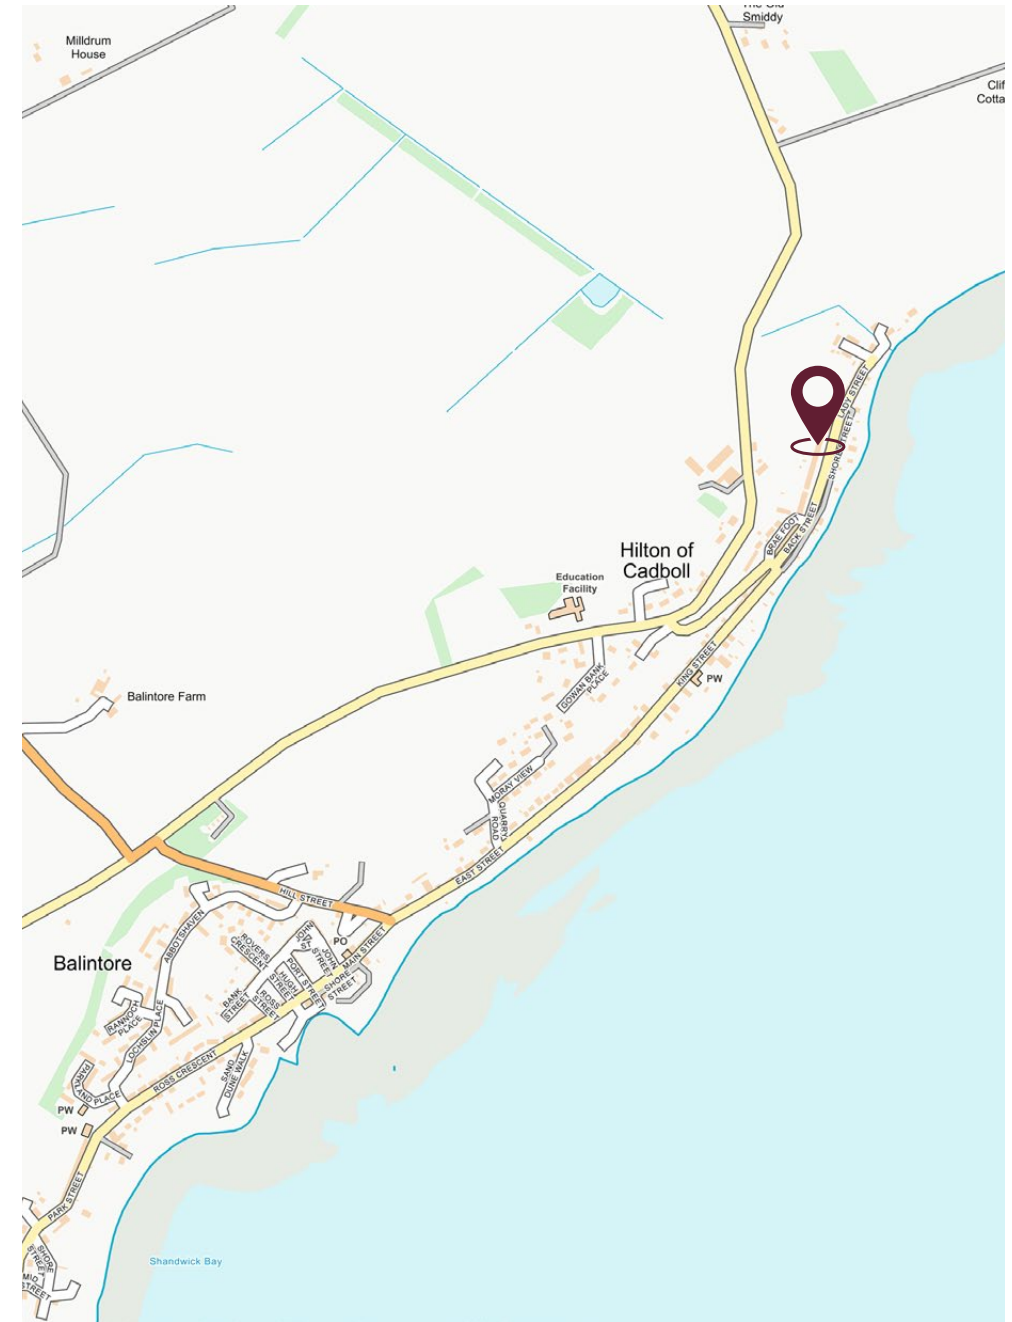 The Old
Smiddy
Milldrum
House
Clif
Cotta
LADY STREET
SHORE STREET
BRAE FOOT
BACK STREET
Hilton of
Cadboll
Education
Facility
KING STREET
PW
GOWAN BANK
PLACE
Balintore Farm
MORAY VIEW
QUARRY
ROAD
EAST STREET
HILL STREET
ABBOTSHAVEN
ROVERS
CRESCENT
JOHN
ST
JOHN
STREET
PO
MAIN STREET
SHORE
STREET
PORT STREET
HUGH
STREET
ROSS
STREET
BANK
STREET
Balintore
RANNOCH
PLACE
LOCHSLIN PLACE
ROSS CRESCENT
SAND
DUNE WALK
PARKLAND PLACE
PW
PW
PARK STREET
SHORE
STREET
MID
STREET
Shandwick Bay